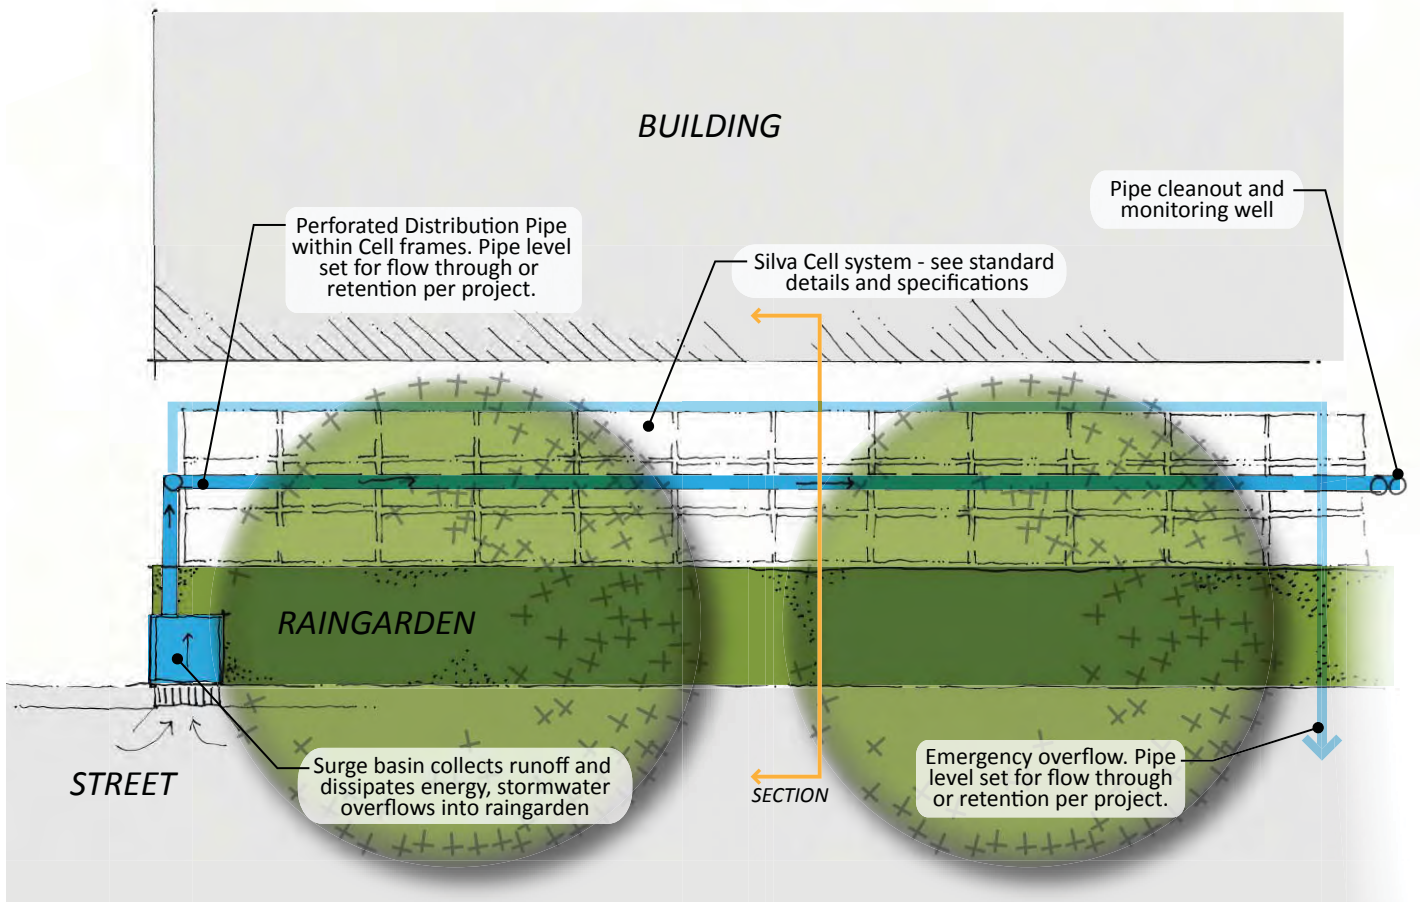 BUILDING
Pipe cleanout and
monitoring well
Perforated Distribution Pipe
within Cell frames. Pipe level
set for flow through or
retention per project.
Silva Cell system - see standard
details and specifications
RAINGARDEN
STREET
Surge basin collects runoff and
dissipates energy, stormwater
overflows into raingarden
SECTION
Emergency overflow. Pipe
level set for flow through
or retention per project.